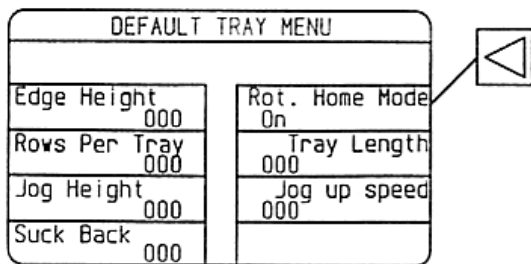 DEFAULT TRAY MENU
Edge Height
000
Rows Per Tray
000
Jog Height
000
Suck Back
000
Rot. Home Mode
On
Tray Length
000
Jog up speed
000